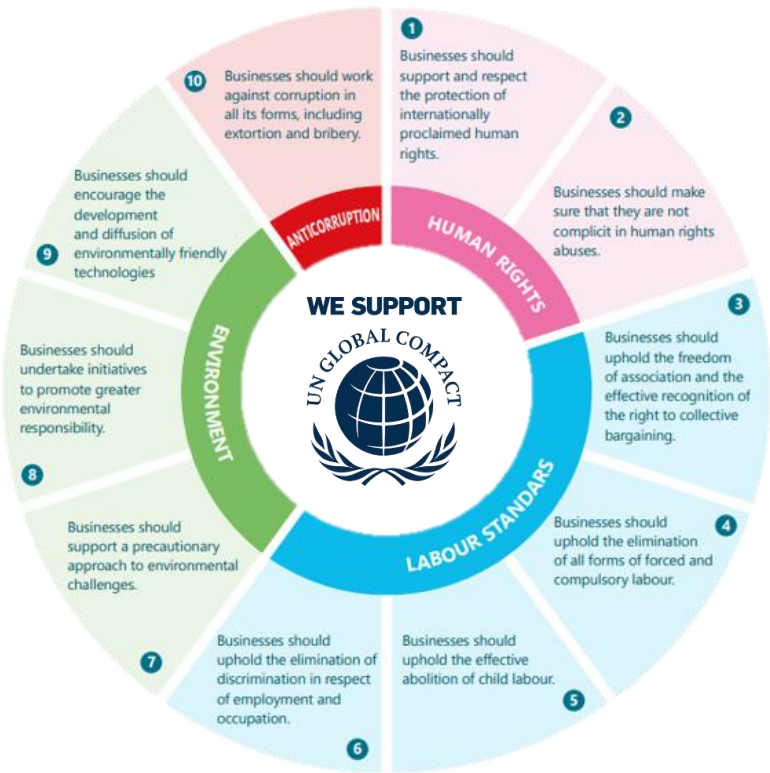 WE SUPPORT
UN GLOBAL COMPACT
HUMAN RIGHTS
1
Businesses should
support and respect
the protection of
internationally
proclaimed human
rights.
2
Businesses should make
sure that they are not
complicit in human rights
abuses.
LABOUR STANDARS
3
Businesses should
uphold the freedom
of association and the
effective recognition of
the right to collective
bargaining.
4
Businesses should
uphold the elimination
of all forms of forced and
compulsory labour.
Businesses should
uphold the effective
abolition of child labour.
5
Businesses should
uphold the elimination of
discrimination in respect
of employment and
occupation.
6
ENVIRONMENT
Businesses should
support a precautionary
approach to environmental
challenges.
7
Businesses should
undertake initiatives
to promote greater
environmental
responsibility.
8
Businesses should
encourage the
development
and diffusion of
environmentally friendly
technologies
9
ANTICORRUPTION
10
Businesses should work
against corruption in
all its forms, including
extortion and bribery.